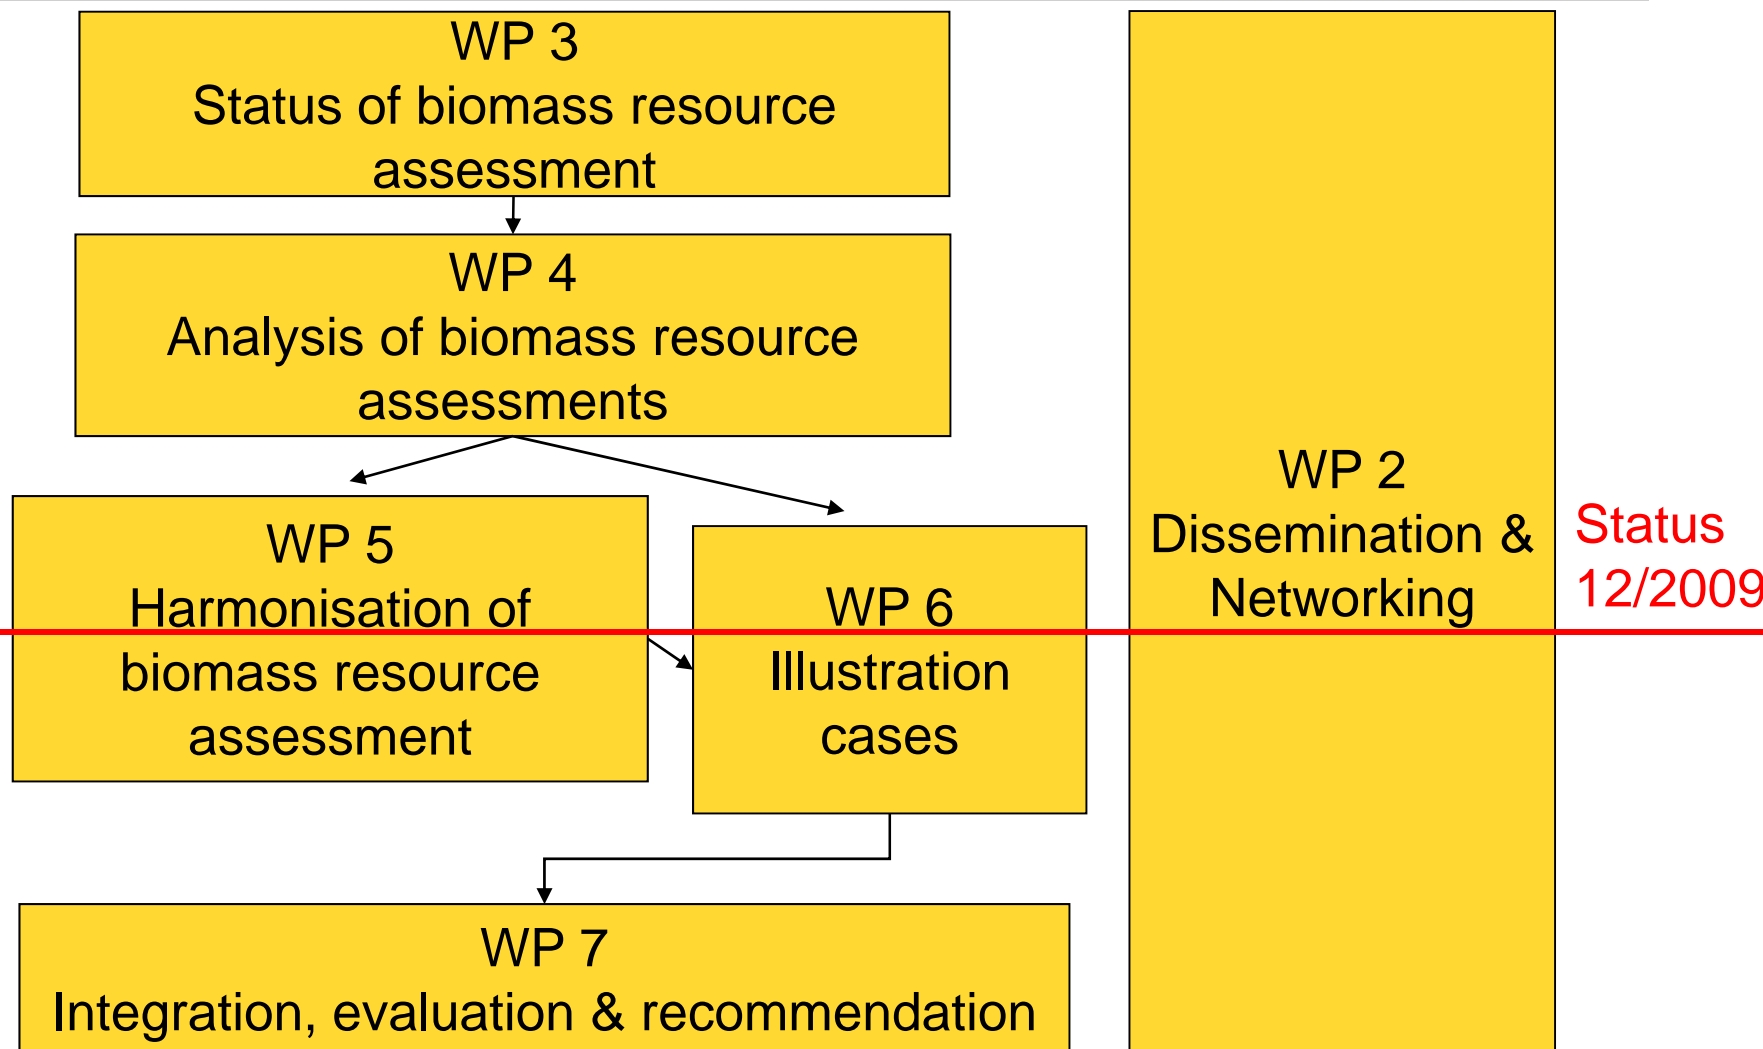 WP 3
Status of biomass resource
assessment
WP 4
Analysis of biomass resource
assessments
WP 5
Harmonisation of
biomass resource
assessment
WP 6
Illustration
cases
WP 7
Integration, evaluation & recommendation
WP 2
Dissemination &
Networking
Status
12/2009